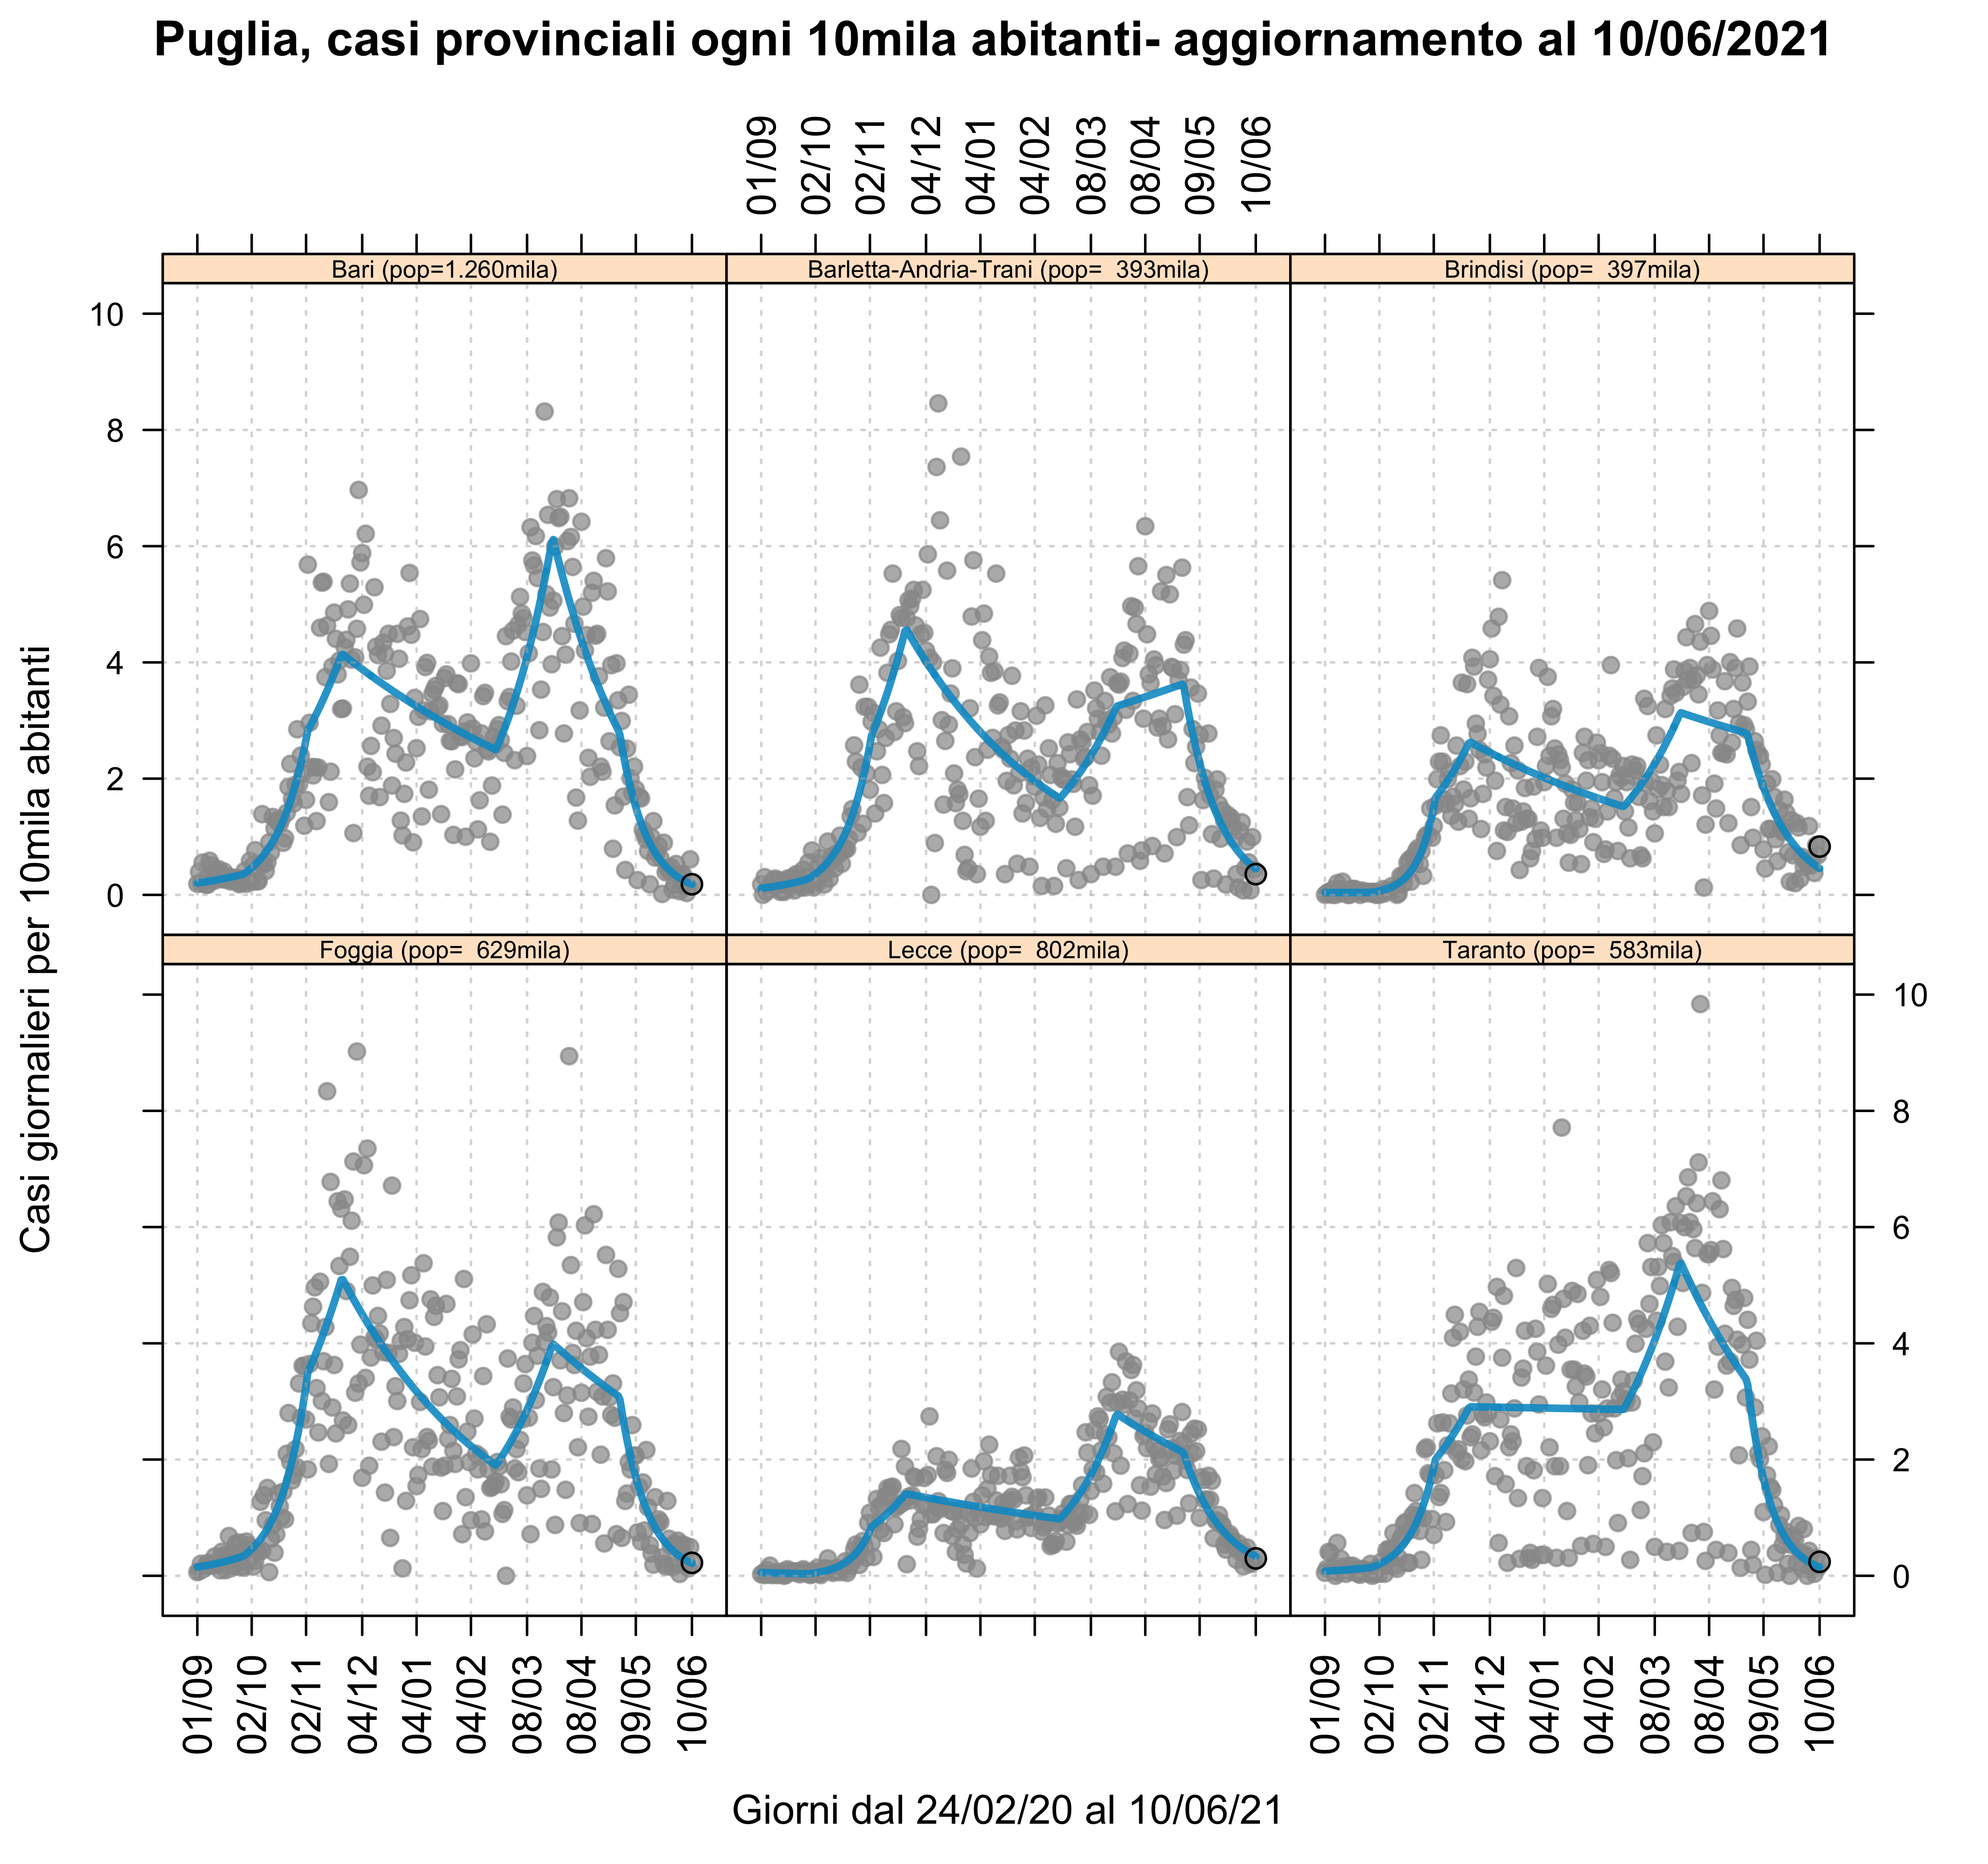 Puglia, casi provinciali ogni 10mila abitanti- aggiornamento al 10/06/2021
01/09 02/10 02/11 04/12 04/01 04/02 08/03 08/04 09/05 10/06
Bari (pop=1.260mila)
Barletta-Andria-Trani (pop= 393mila)
Brindisi (pop= 397mila)
10
8
6
4
2
0
Casi giornalieri per 10mila abitanti
Foggia (pop= 629mila)
Lecce (pop= 802mila)
Taranto (pop= 583mila)
10
8
6
4
2
0
01/09 02/10 02/11 04/12 04/01 04/02 08/03 08/04 09/05 10/06
01/09 02/10 02/11 04/12 04/01 04/02 08/03 08/04 09/05 10/06
Giorni dal 24/02/20 al 10/06/21